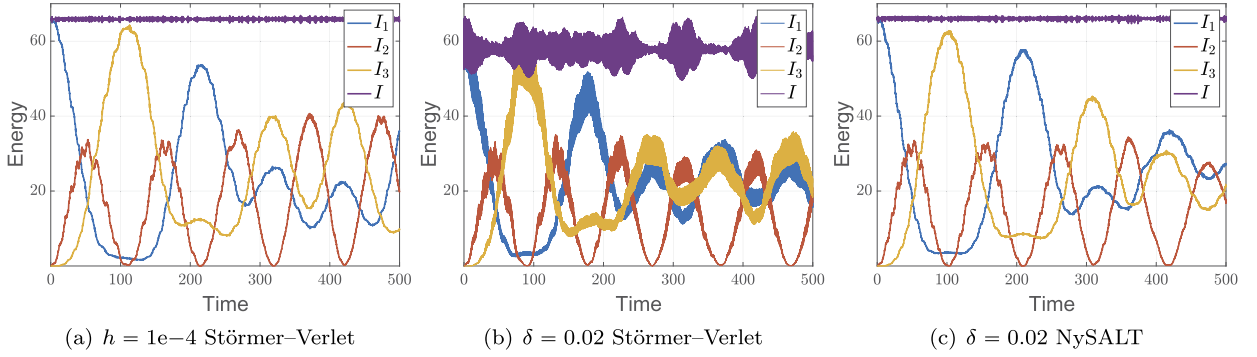 60
40
20
Energy
0 100 200 300 400 500
Time
I₁
I₂
I₃
I
(a) h = 1e−4 Störmer–Verlet
60
40
20
Energy
0 100 200 300 400 500
Time
I₁
I₂
I₃
I
(b) δ = 0.02 Störmer–Verlet
60
40
20
Energy
0 100 200 300 400 500
Time
I₁
I₂
I₃
I
(c) δ = 0.02 NySALT